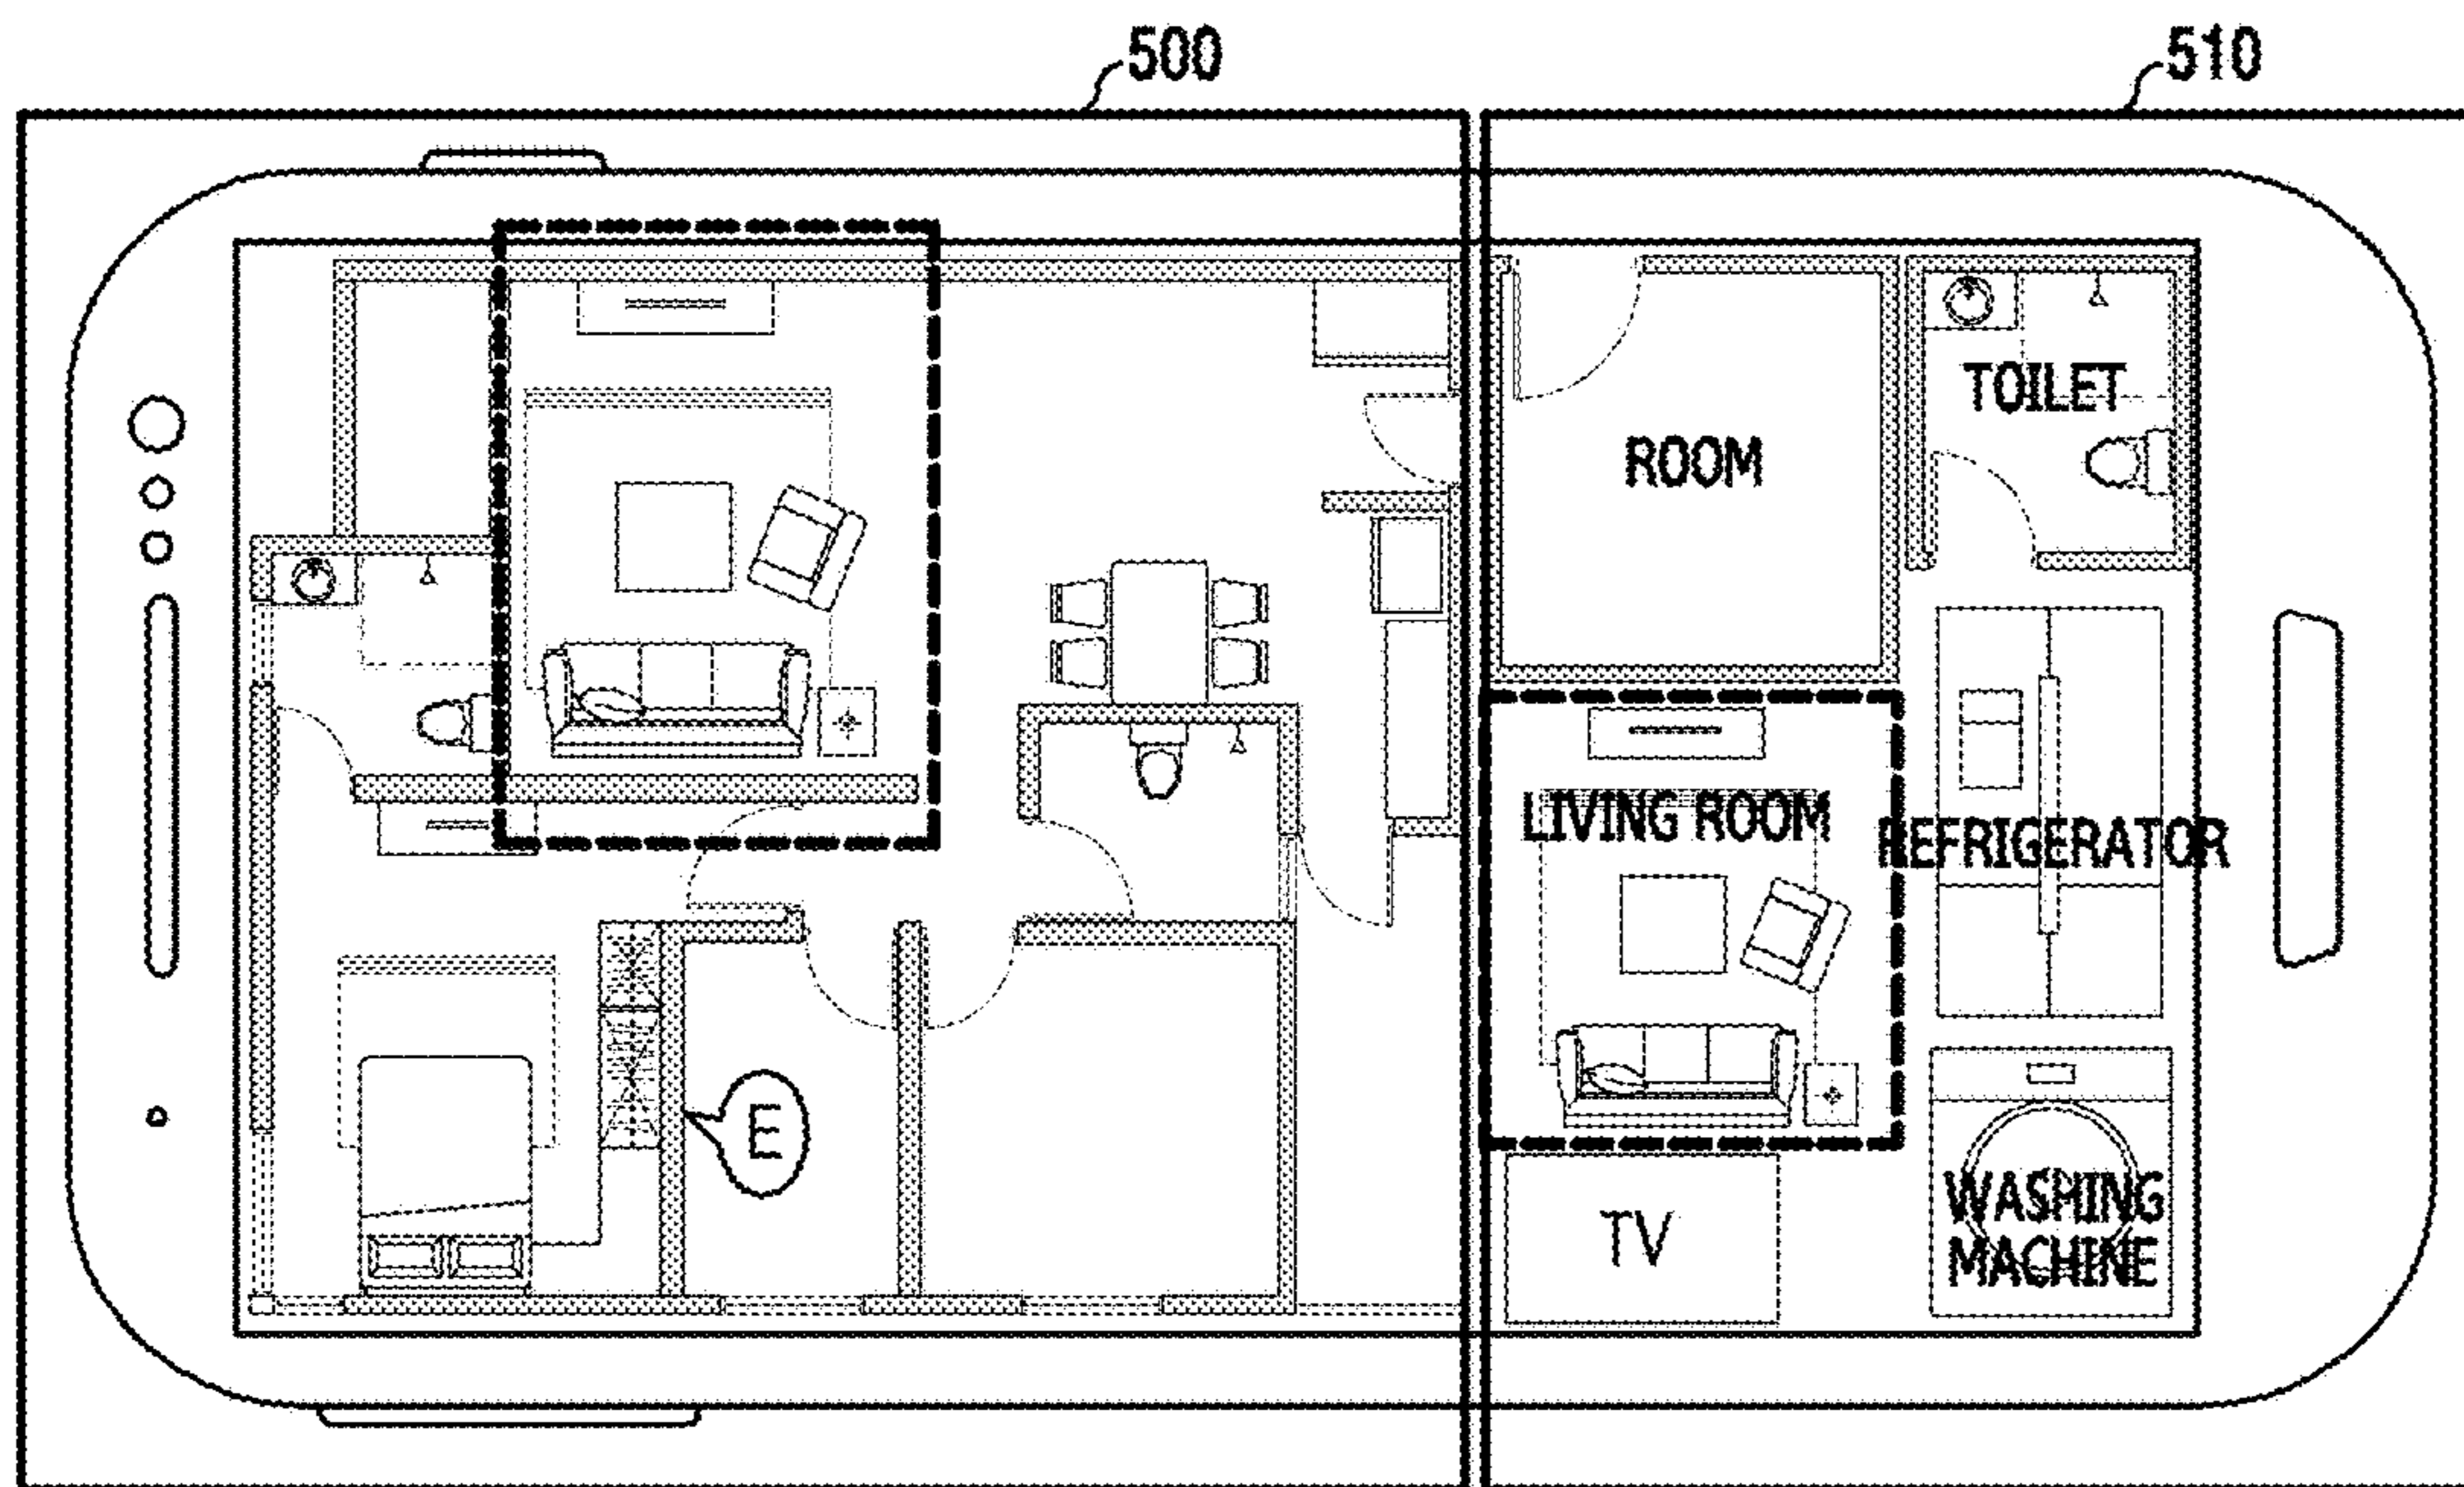 500
510
TOILET
ROOM
LIVING ROOM
REFRIGERATOR
E
WASHING
MACHINE
TV